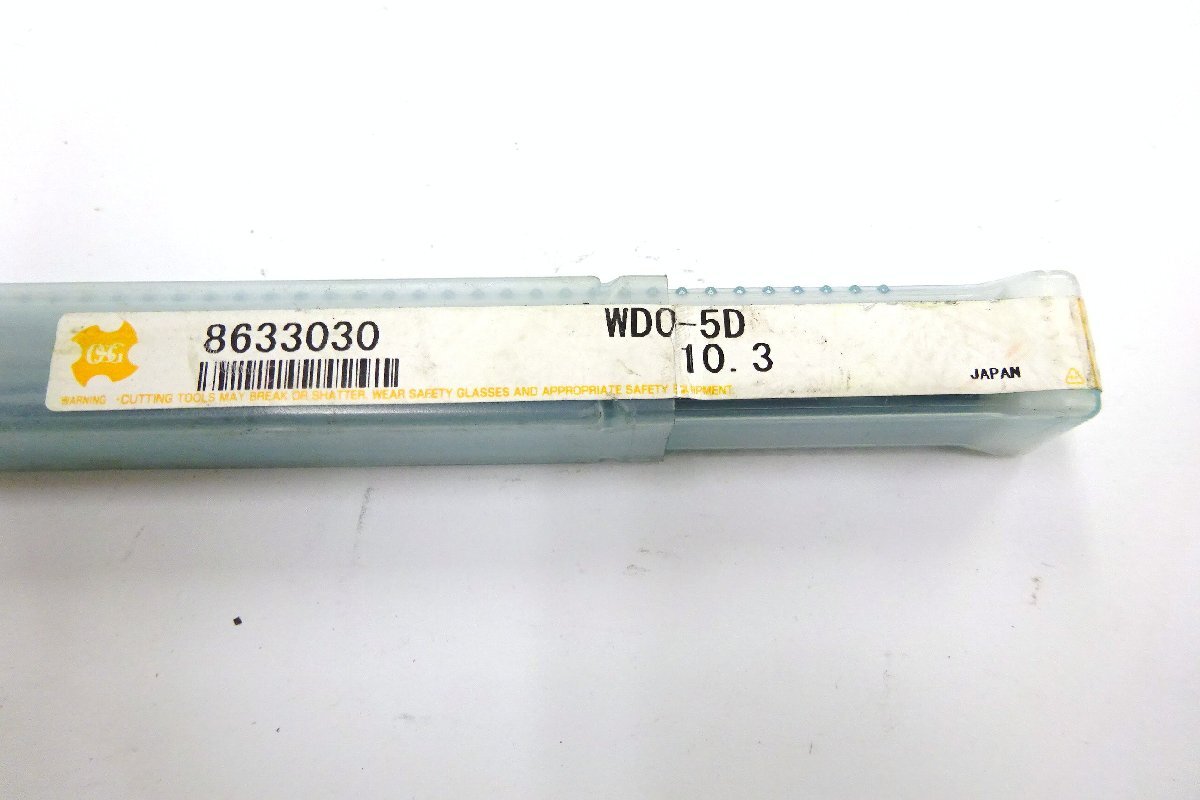 OSG
8633030
WDO-5D
10.3
JAPAN
WARNING ・CUTTING TOOLS MAY BREAK OR SHATTER. WEAR SAFETY GLASSES AND APPROPRIATE SAFETY EQUIPMENT